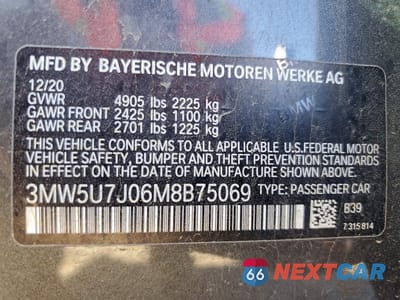 MFD BY BAYERISCHE MOTOREN WERKE AG
12/20
GVWR 4905 lbs 2225 kg
GAWR FRONT 2425 lbs 1100 kg
GAWR REAR 2701 lbs 1225 kg
THIS VEHICLE CONFORMS TO ALL APPLICABLE U.S.FEDERAL MOTOR
VEHICLE SAFETY, BUMPER AND THEFT PREVENTION STANDARDS
IN EFFECT ON THE DATE OF MANUFACTURE SHOWN ABOVE.
3MW5U7J06M8B75069 TYPE: PASSENGER CAR
B39
7 315 814
66 NEXTCAR